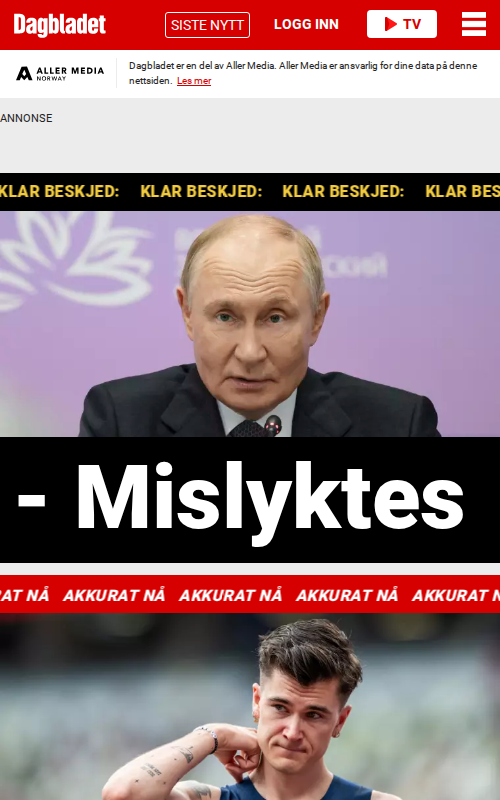 Dagbladet
SISTE NYTT
LOGG INN
TV
ALLER MEDIA
NORWAY
Dagbladet er en del av Aller Media. Aller Media er ansvarlig for dine data på denne
nettsiden. Les mer
ANNONSE
KLAR BESKJED: KLAR BESKJED: KLAR BESKJED: KLAR BES
- Mislyktes
AT NÅ AKKURAT NÅ AKKURAT NÅ AKKURAT NÅ AKKURAT N